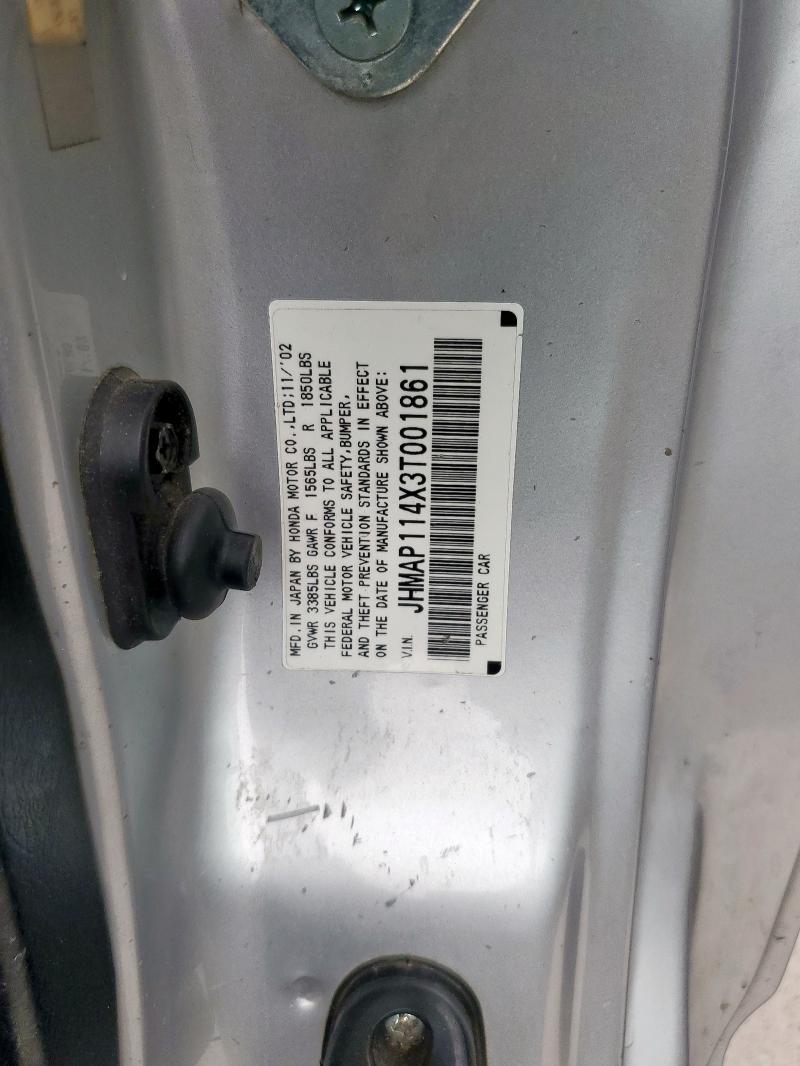 MFD. IN JAPAN BY HONDA MOTOR CO.,LTD;11/'02
GVWR 3385LBS GAWR F 1565LBS R 1850LBS
THIS VEHICLE CONFORMS TO ALL APPLICABLE
FEDERAL MOTOR VEHICLE SAFETY,BUMPER,
AND THEFT PREVENTION STANDARDS IN EFFECT
ON THE DATE OF MANUFACTURE SHOWN ABOVE:
V.I.N. JHMAP114X3T001861
PASSENGER CAR